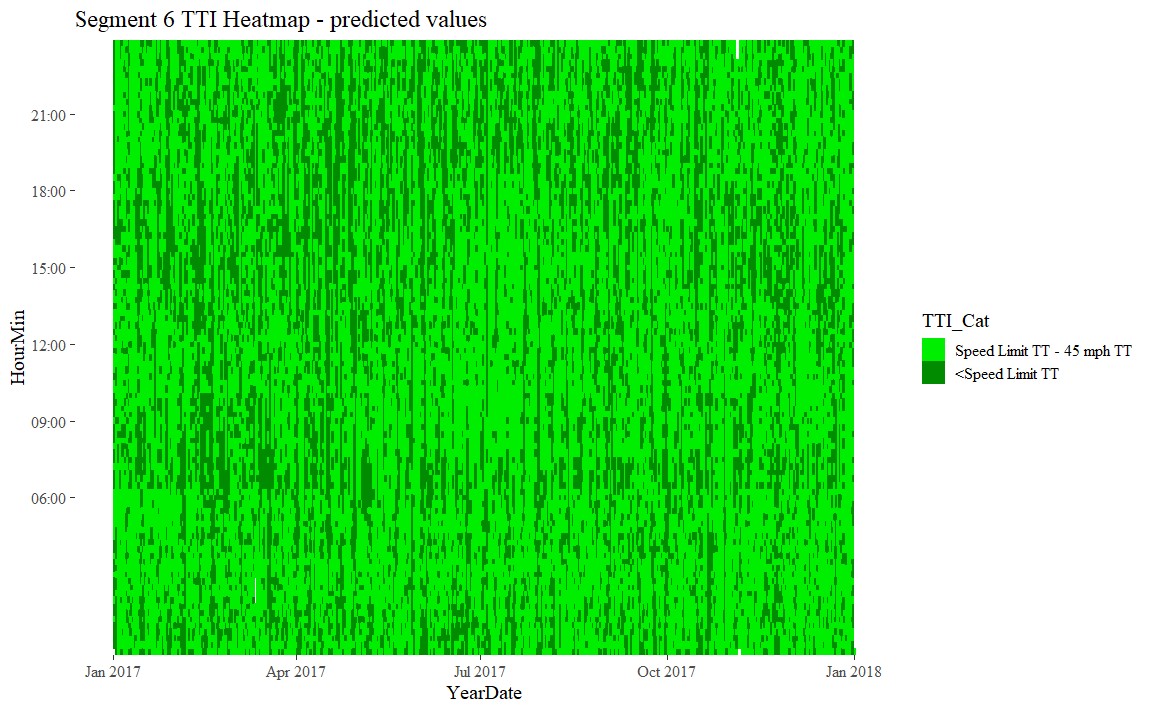 Segment 6 TTI Heatmap - predicted values
21:00
18:00
15:00
12:00
09:00
06:00
HourMin
Jan 2017
Apr 2017
Jul 2017
Oct 2017
Jan 2018
YearDate
TTI_Cat
Speed Limit TT - 45 mph TT
<Speed Limit TT